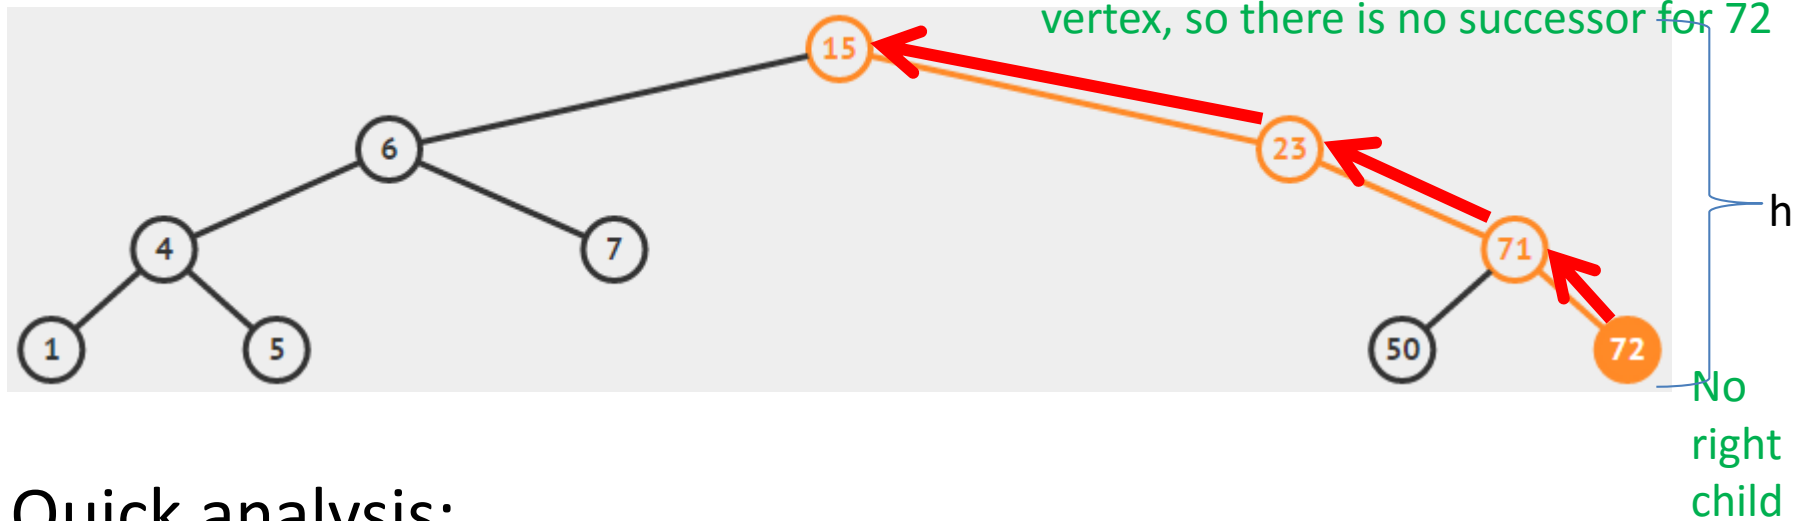 vertex, so there is no successor for 72
15
6
23
h
4
7
71
1
5
50
72
No
right
child
Quick analysis: